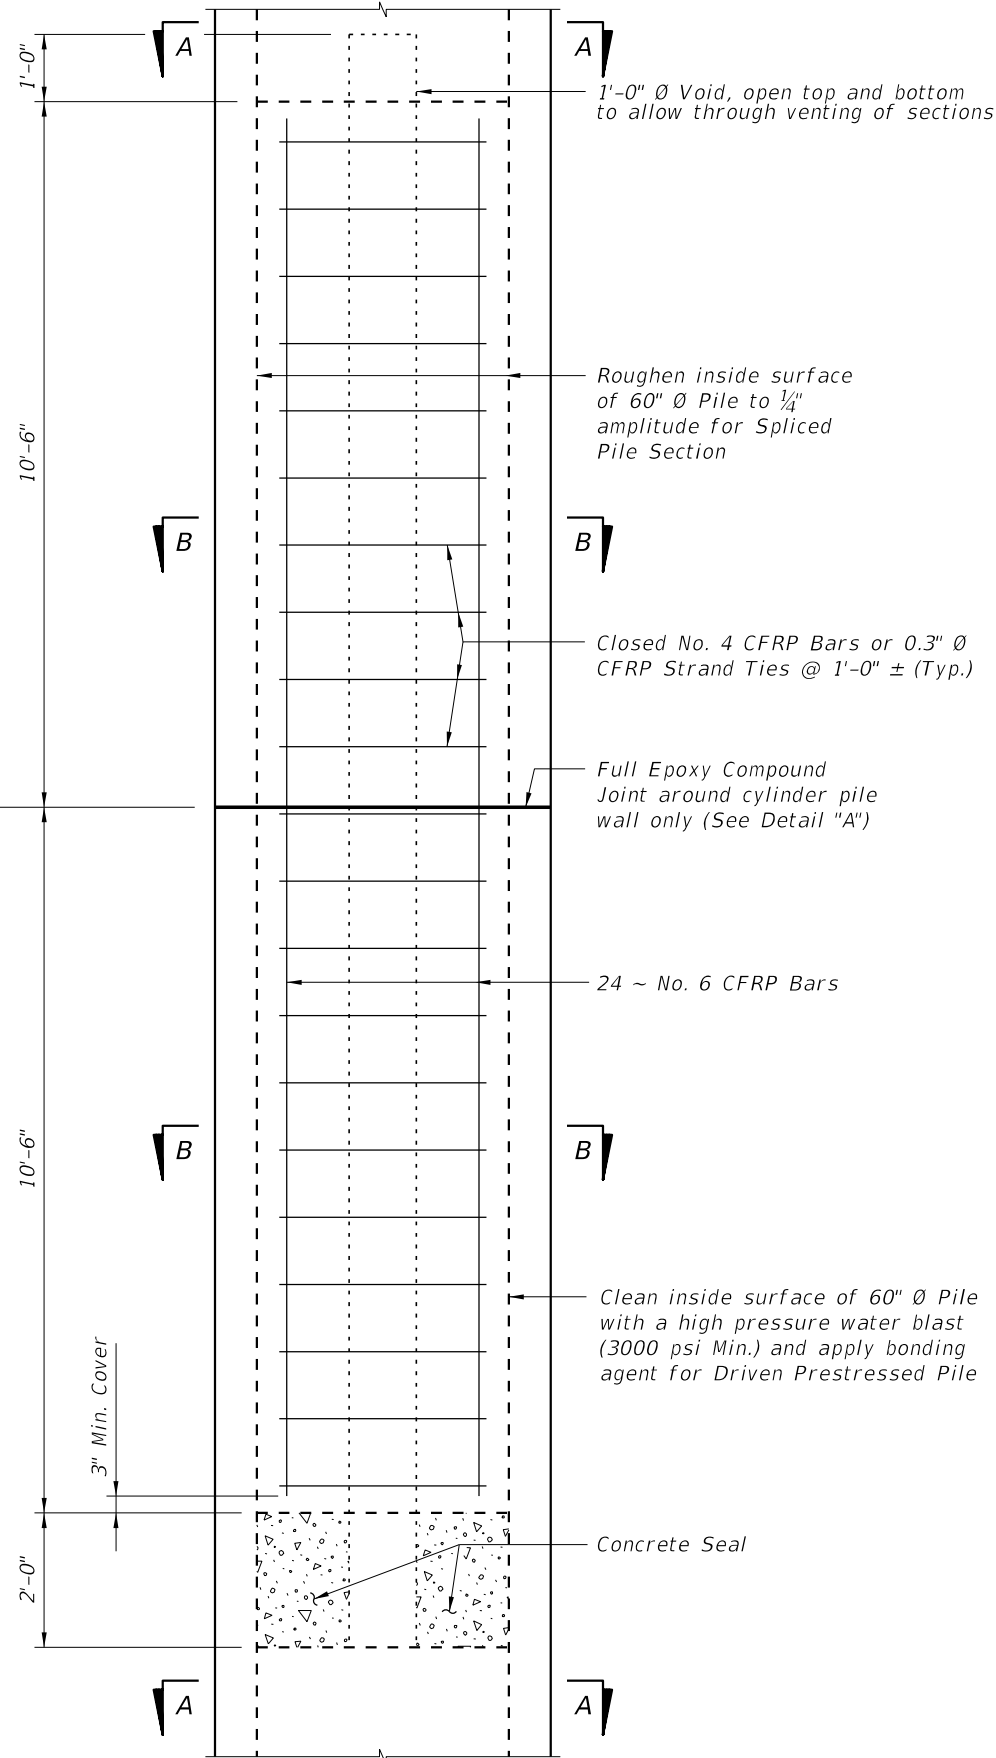 A
A
1'-0"
1'-0" Ø Void, open top and bottom
to allow through venting of sections
Roughen inside surface
of 60" Ø Pile to ¼"
amplitude for Spliced
Pile Section
10'-6"
B
B
Closed No. 4 CFRP Bars or 0.3" Ø
CFRP Strand Ties @ 1'-0" ± (Typ.)
Full Epoxy Compound
Joint around cylinder pile
wall only (See Detail "A")
24 ~ No. 6 CFRP Bars
10'-6"
B
B
Clean inside surface of 60" Ø Pile
with a high pressure water blast
(3000 psi Min.) and apply bonding
agent for Driven Prestressed Pile
3" Min. Cover
Concrete Seal
2'-0"
A
A